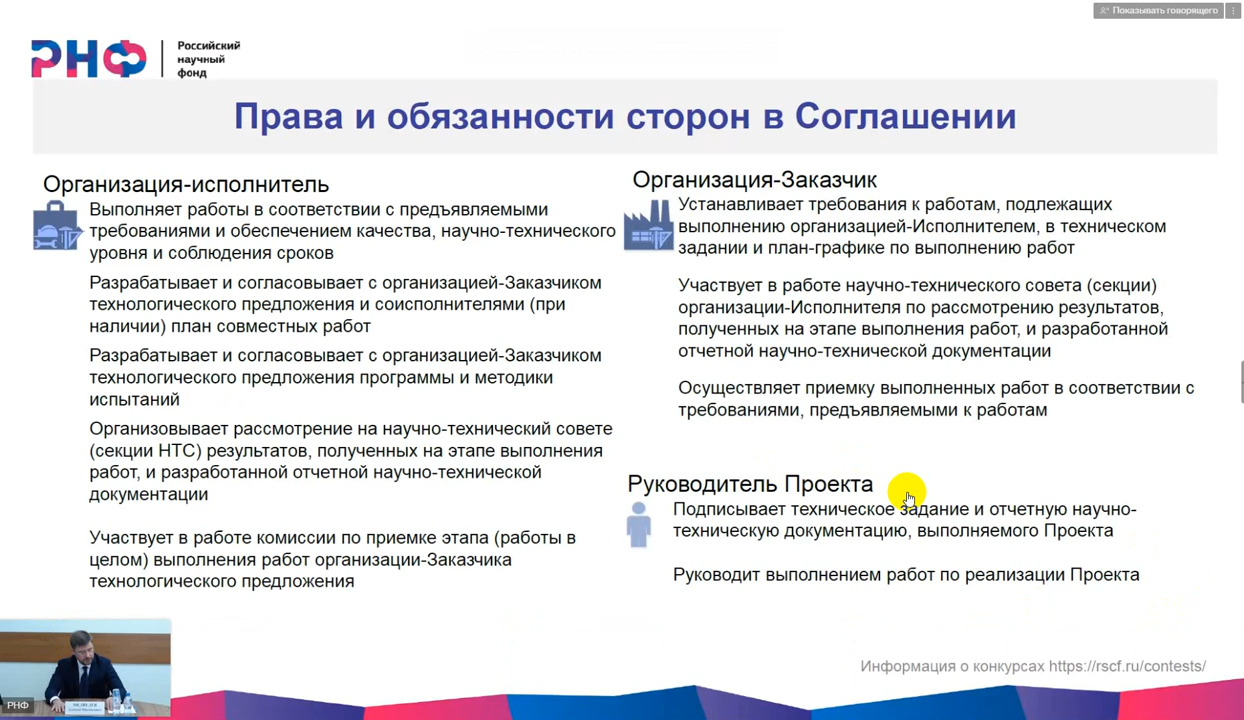 Показывать говорящего
РНФ
Российский
научный
фонд
Права и обязанности сторон в Соглашении
Организация-исполнитель
Выполняет работы в соответствии с предъявляемыми
требованиями и обеспечением качества, научно-технического
уровня и соблюдения сроков
Разрабатывает и согласовывает с организацией-Заказчиком
технологического предложения и соисполнителями (при
наличии) план совместных работ
Разрабатывает и согласовывает с организацией-Заказчиком
технологического предложения программы и методики
испытаний
Организовывает рассмотрение на научно-технический совете
(секции НТС) результатов, полученных на этапе выполнения
работ, и разработанной отчетной научно-технической
документации
Участвует в работе комиссии по приемке этапа (работы в
целом) выполнения работ организации-Заказчика
технологического предложения
Организация-Заказчик
Устанавливает требования к работам, подлежащих
выполнению организацией-Исполнителем, в техническом
задании и план-графике по выполнению работ
Участвует в работе научно-технического совета (секции)
организации-Исполнителя по рассмотрению результатов,
полученных на этапе выполнения работ, и разработанной
отчетной научно-технической документации
Осуществляет приемку выполненных работ в соответствии с
требованиями, предъявляемыми к работам
Руководитель Проекта
Подписывает техническое задание и отчетную научно-
техническую документацию, выполняемого Проекта
Руководит выполнением работ по реализации Проекта
Информация о конкурсах https://rscf.ru/contests/
РНФ